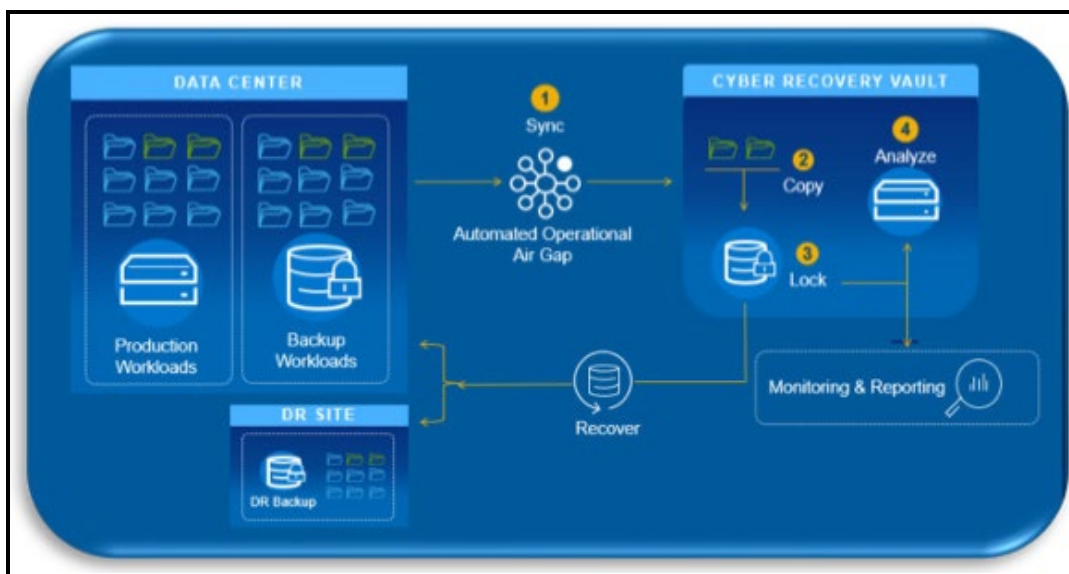 DATA CENTER
Production
Workloads
Backup
Workloads
1
Sync
Automated Operational
Air Gap
CYBER RECOVERY VAULT
2
Copy
3
Lock
4
Analyze
Monitoring & Reporting
Recover
DR SITE
DR Backup